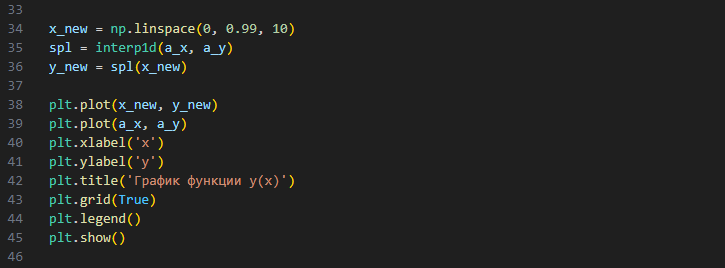 33
34 x_new = np.linspace(0, 0.99, 10)
35 spl = interp1d(a_x, a_y)
36 y_new = spl(x_new)
37
38 plt.plot(x_new, y_new)
39 plt.plot(a_x, a_y)
40 plt.xlabel('x')
41 plt.ylabel('y')
42 plt.title('График функции y(x)')
43 plt.grid(True)
44 plt.legend()
45 plt.show()
46